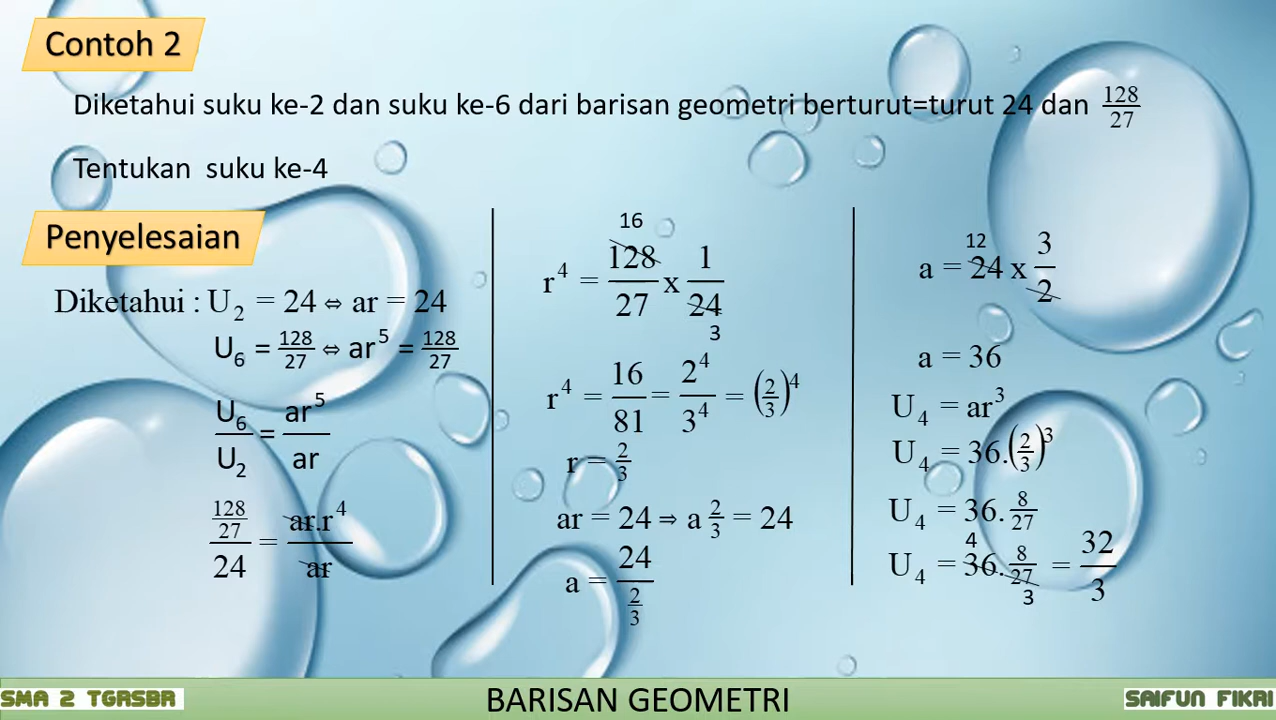 Contoh 2
Diketahui suku ke-2 dan suku ke-6 dari barisan geometri berturut=turut 24 dan 128/27
Tentukan suku ke-4
Penyelesaian
Diketahui : U₂ = 24 ⇔ ar = 24
U₆ = 128/27 ⇔ ar⁵ = 128/27
U₆/U₂ = ar⁵/ar
(128/27)/24 = ar.r⁴/ar
16
r⁴ = 128/27 x 1/24
3
r⁴ = 16/81 = 2⁴/3⁴ = (2/3)⁴
r = 2/3
ar = 24 ⇒ a 2/3 = 24
a = 24/(2/3)
12
a = 24 x 3/2
a = 36
U₄ = ar³
U₄ = 36.(2/3)³
U₄ = 36. 8/27
4
U₄ = 36. 8/27 = 32/3
3
SMA 2 TGRSBR
BARISAN GEOMETRI
SAIFUN FIKRI